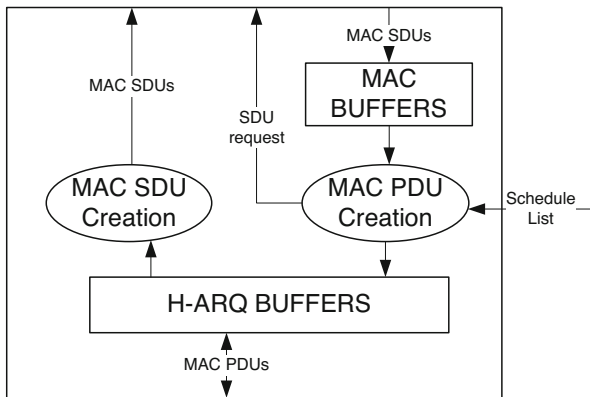 MAC SDUs
MAC
BUFFERS
MAC SDUs
SDU
request
MAC SDU
Creation
MAC PDU
Creation
Schedule
List
H-ARQ BUFFERS
MAC PDUs